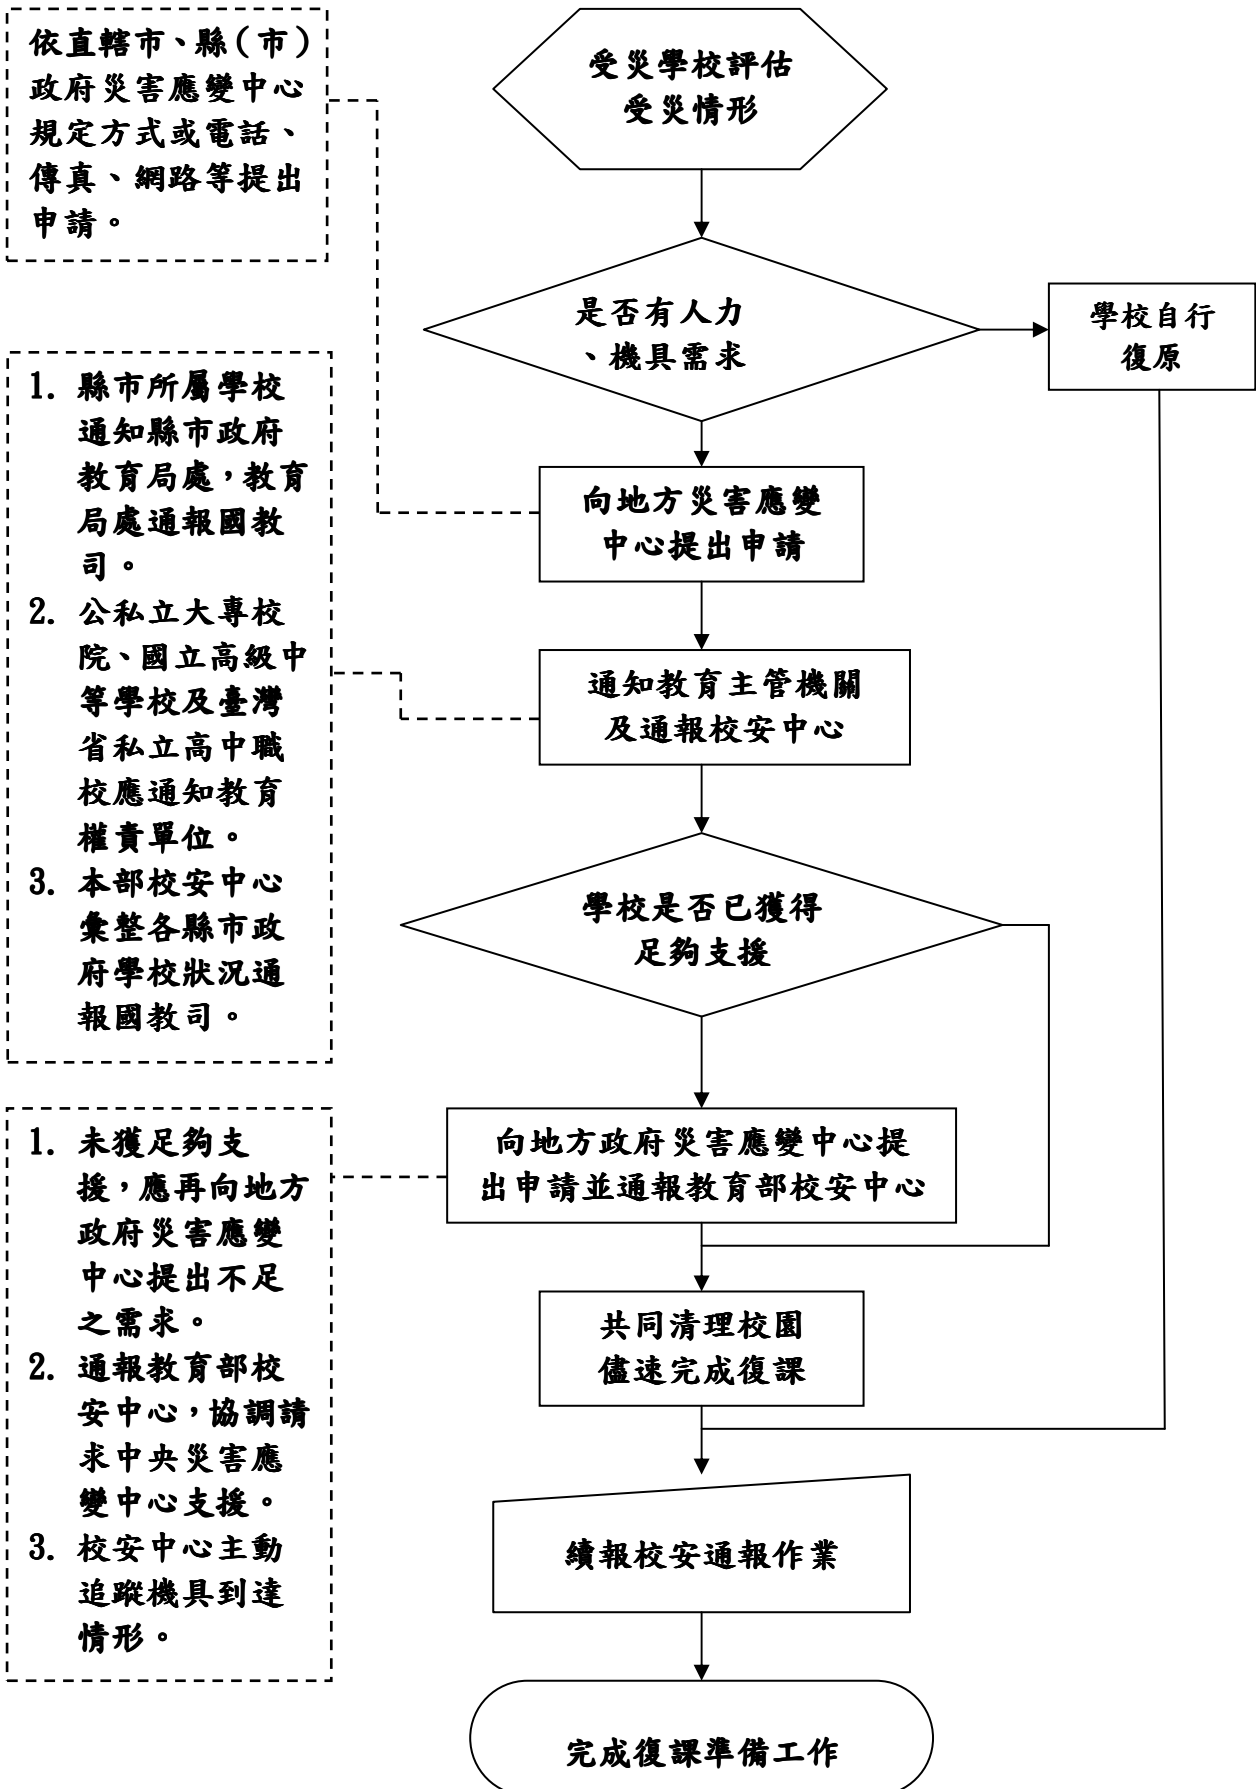 依直轄市、縣(市)
政府災害應變中心
規定方式或電話、
傳真、網路等提出
申請。
受災學校評估
受災情形
是否有人力
、機具需求
學校自行
復原
1. 縣市所屬學校
通知縣市政府
教育局處，教育
局處通報國教
司。
2. 公私立大專校
院、國立高級中
等學校及臺灣
省私立高中職
校應通知教育
權責單位。
3. 本部校安中心
彙整各縣市政
府學校狀況通
報國教司。
向地方災害應變
中心提出申請
通知教育主管機關
及通報校安中心
學校是否已獲得
足夠支援
1. 未獲足夠支
援，應再向地方
政府災害應變
中心提出不足
之需求。
2. 通報教育部校
安中心，協調請
求中央災害應
變中心支援。
3. 校安中心主動
追蹤機具到達
情形。
向地方政府災害應變中心提
出申請並通報教育部校安中心
共同清理校園
儘速完成復課
續報校安通報作業
完成復課準備工作